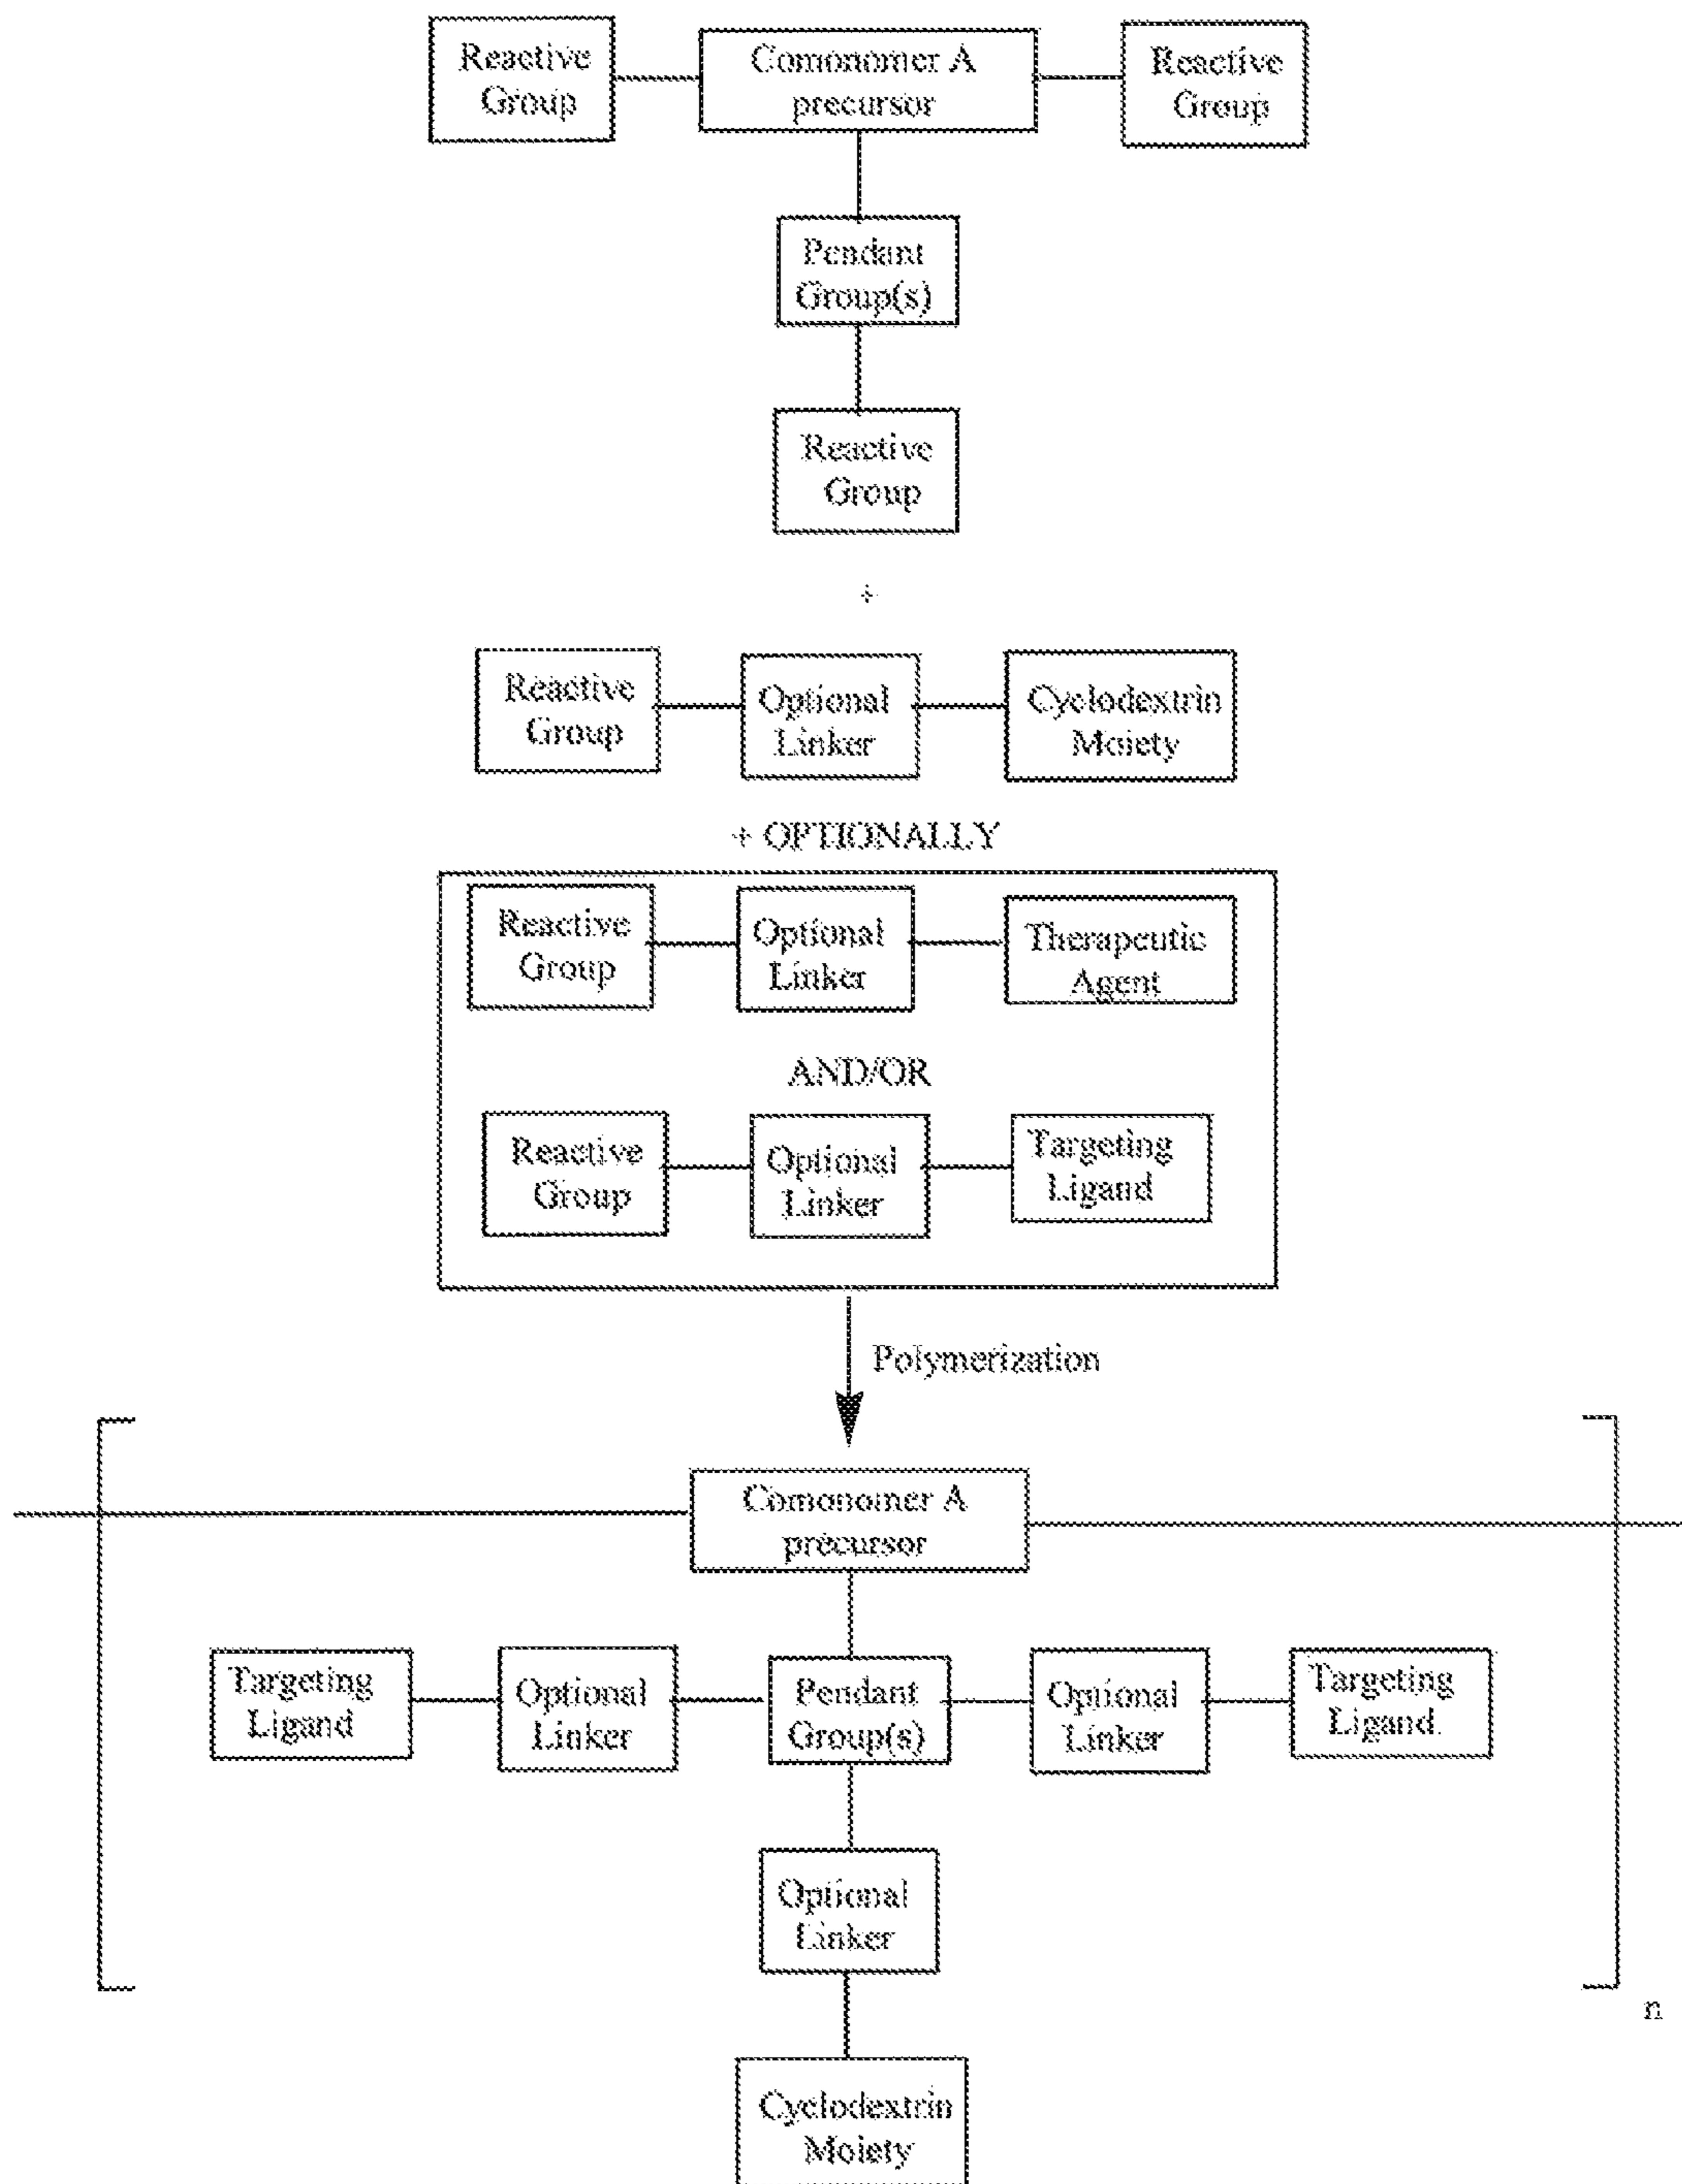 Reactive
Group
Comonomer A
precursor
Reactive
Group
Pendant
Group(s)
Reactive
Group
+
Reactive
Group
Optional
Linker
Cyclodextrin
Moiety
+ OPTIONALLY
Reactive
Group
Optional
Linker
Therapeutic
Agent
AND/OR
Reactive
Group
Optional
Linker
Targeting
Ligand
Polymerization
Comonomer A
precursor
Targeting
Ligand
Optional
Linker
Pendant
Group(s)
Optional
Linker
Targeting
Ligand
Optional
Linker
n
Cyclodextrin
Moiety